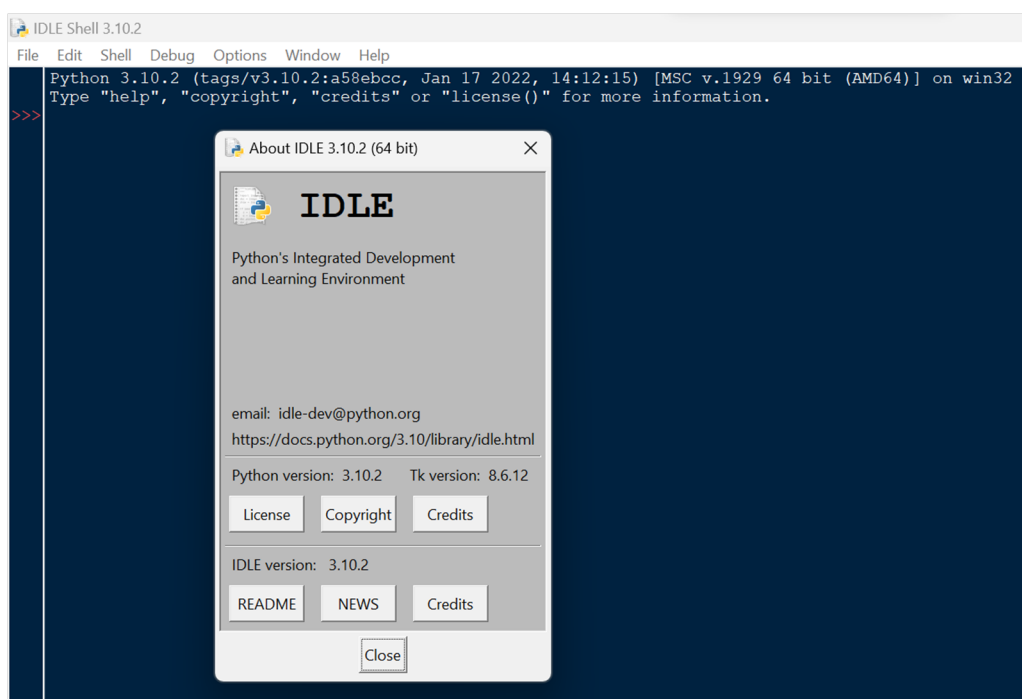 IDLE Shell 3.10.2
File Edit Shell Debug Options Window Help
Python 3.10.2 (tags/v3.10.2:a58ebcc, Jan 17 2022, 14:12:15) [MSC v.1929 64 bit (AMD64)] on win32
Type "help", "copyright", "credits" or "license()" for more information.
>>>
About IDLE 3.10.2 (64 bit)
IDLE
Python's Integrated Development
and Learning Environment
email: idle-dev@python.org
https://docs.python.org/3.10/library/idle.html
Python version: 3.10.2 Tk version: 8.6.12
License Copyright Credits
IDLE version: 3.10.2
README NEWS Credits
Close